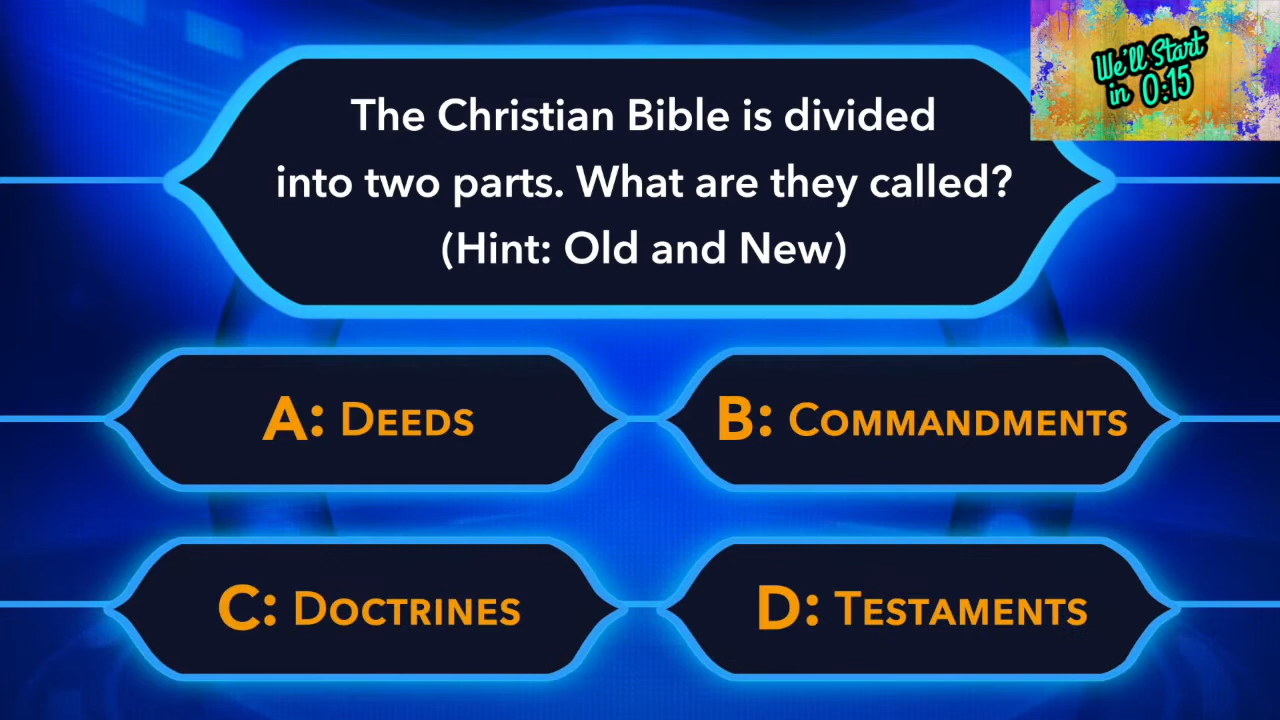 The Christian Bible is divided
into two parts. What are they called?
(Hint: Old and New)
We'll Start
in 0:15
A: Deeds
B: Commandments
C: Doctrines
D: Testaments